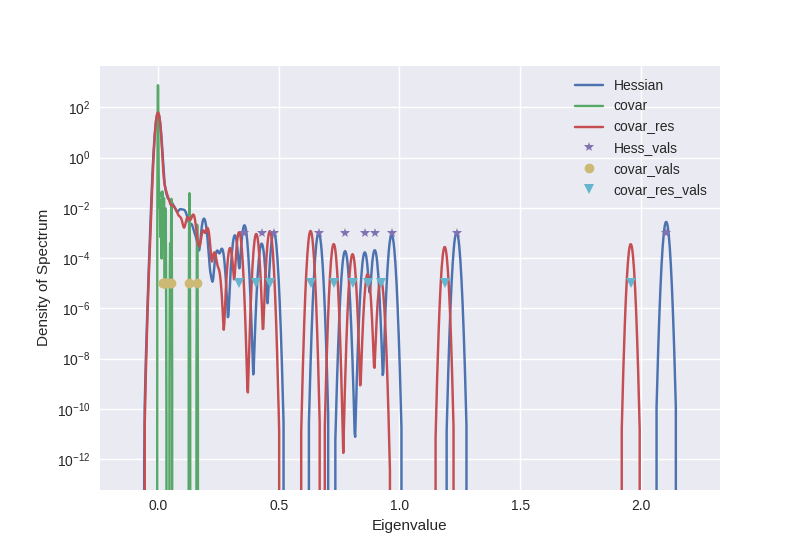 Hessian
covar
covar_res
Hess_vals
covar_vals
covar_res_vals
10^2
10^0
10^−2
10^−4
10^−6
10^−8
10^−10
10^−12
Density of Spectrum
0.0 0.5 1.0 1.5 2.0
Eigenvalue